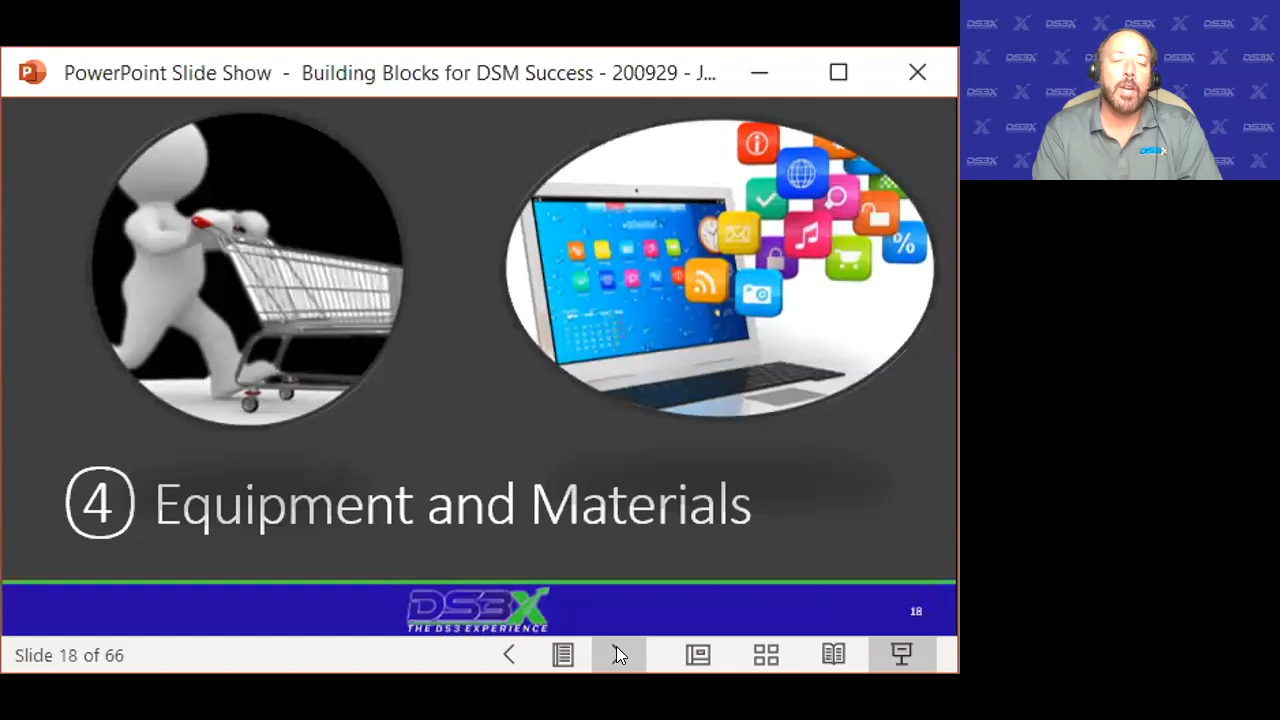 PowerPoint Slide Show - Building Blocks for DSM Success - 200929 - J...
%
④ Equipment and Materials
DS3X
THE DS3 EXPERIENCE
18
Slide 18 of 66
DS3X